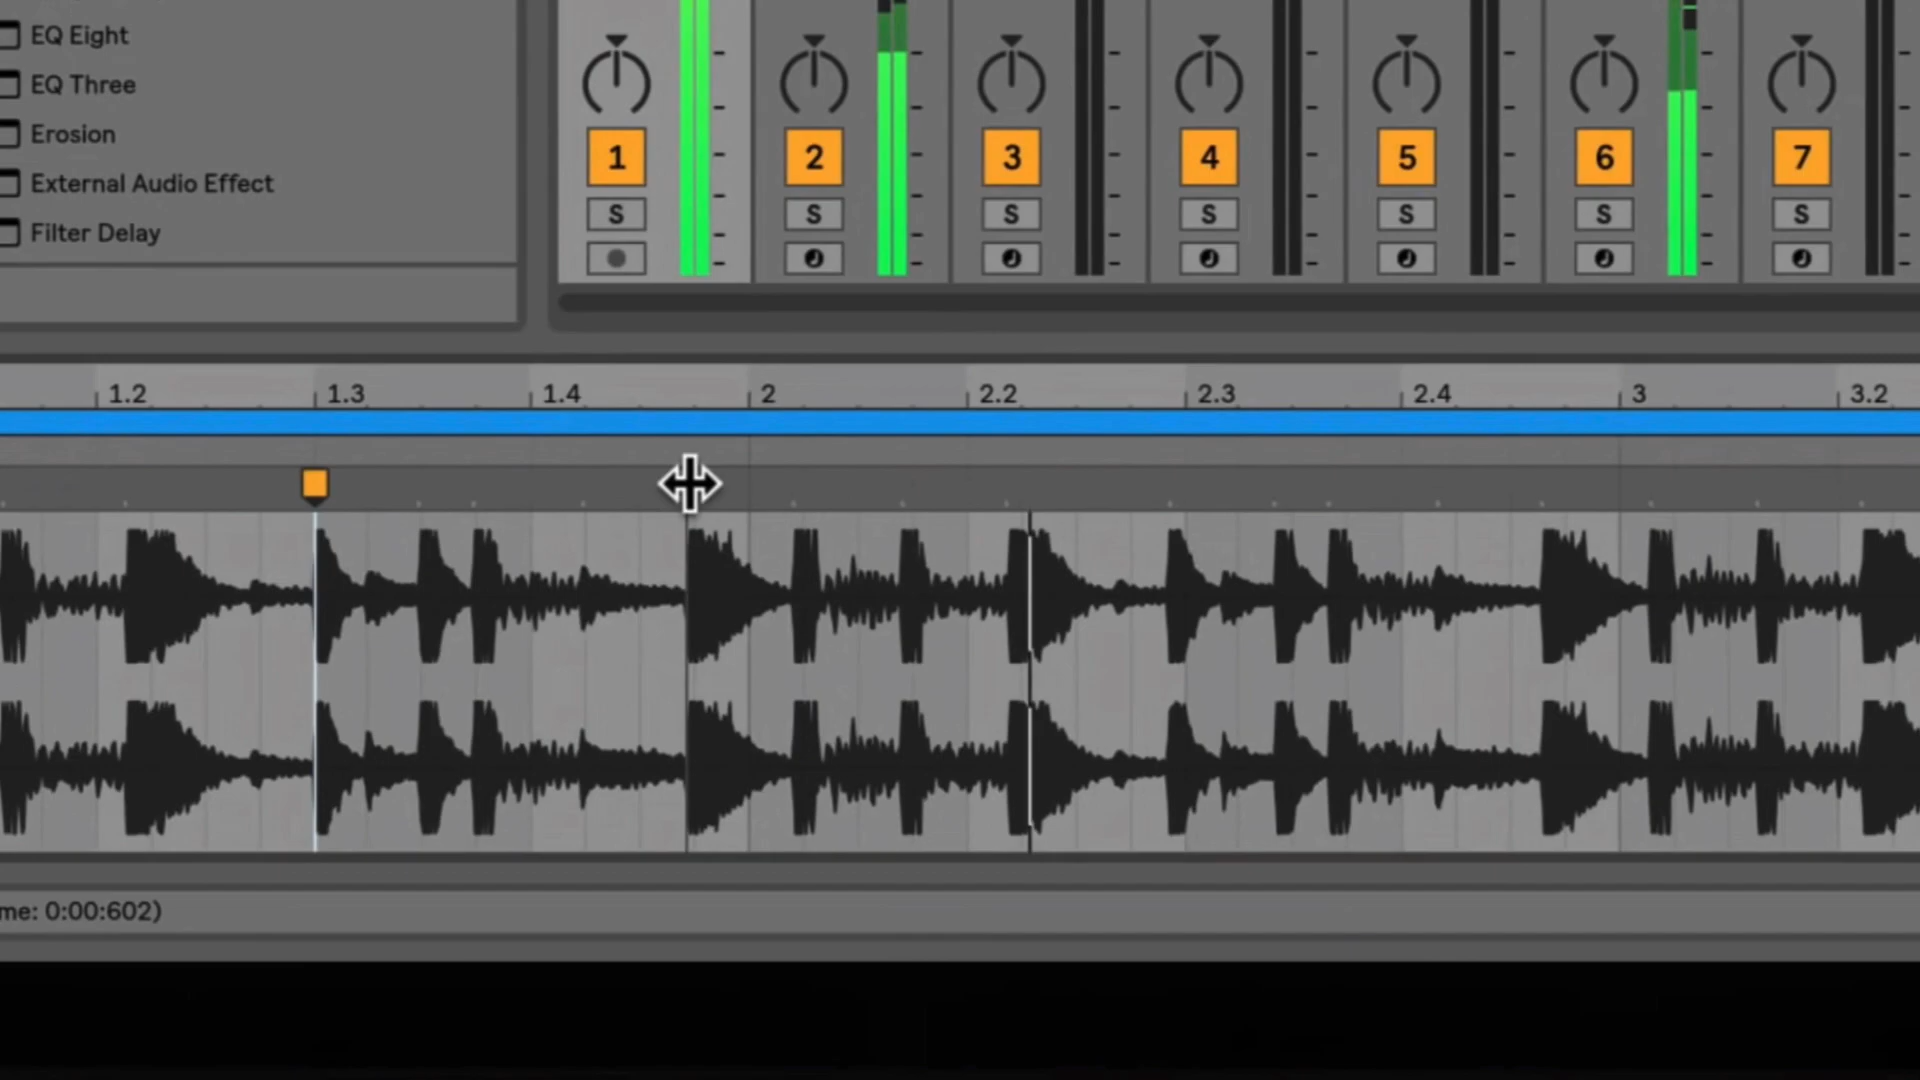 EQ Eight
EQ Three
Erosion
External Audio Effect
Filter Delay
1 2 3 4 5 6 7
S S S S S S S
1.2 1.3 1.4 2 2.2 2.3 2.4 3 3.2
me: 0:00:602)